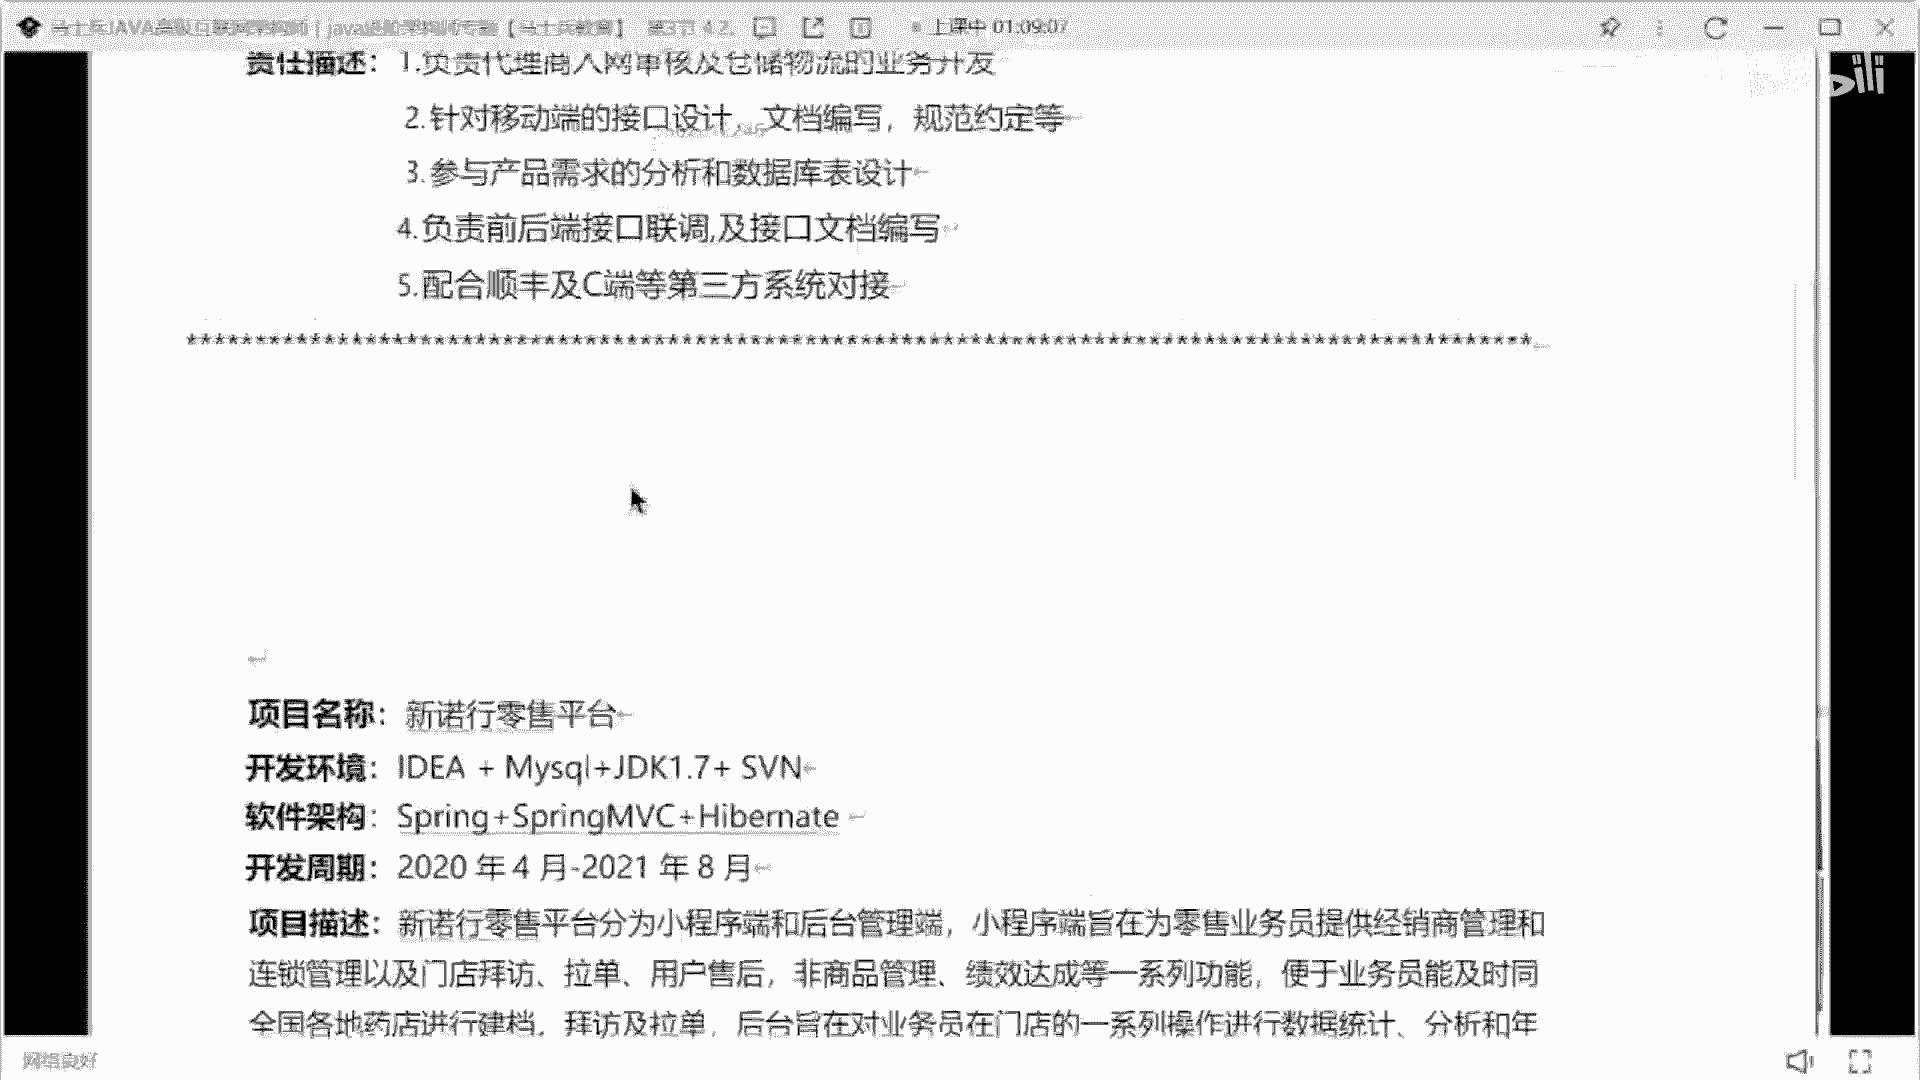 马士兵JAVA高级互联网架构师 | java
【马士兵教育】 第3节 4.2.
上课中 01:09:07
责任描述：1.负责代理商入网审核及仓储物流的业务开发
2.针对移动端的接口设计，文档编写，规范约定等
3.参与产品需求的分析和数据库表设计
4.负责前后端接口联调,及接口文档编写
5.配合顺丰及C端等第三方系统对接
项目名称：新诺行零售平台
开发环境：IDEA + Mysql+JDK1.7+ SVN
软件架构：Spring+SpringMVC+Hibernate
开发周期：2020 年 4 月-2021 年 8 月
项目描述：新诺行零售平台分为小程序端和后台管理端，小程序端旨在为零售业务员提供经销商管理和
连锁管理以及门店拜访、拉单、用户售后，非商品管理、绩效达成等一系列功能，便于业务员能及时同
全国各地药店进行建档，拜访及拉单，后台旨在对业务员在门店的一系列操作进行数据统计、分析和年
网络良好